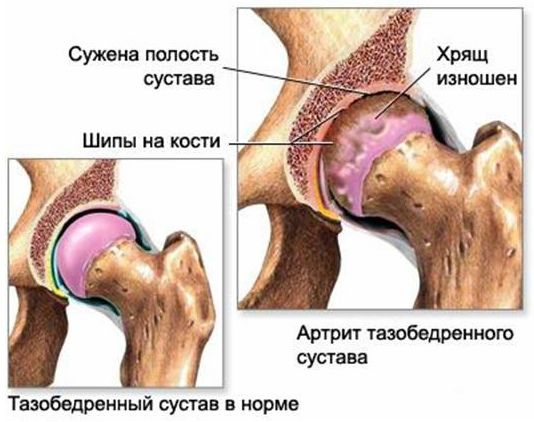 Сужена полость
сустава
Хрящ
изношен
Шипы на кости
Артрит тазобедренного
сустава
Тазобедренный сустав в норме